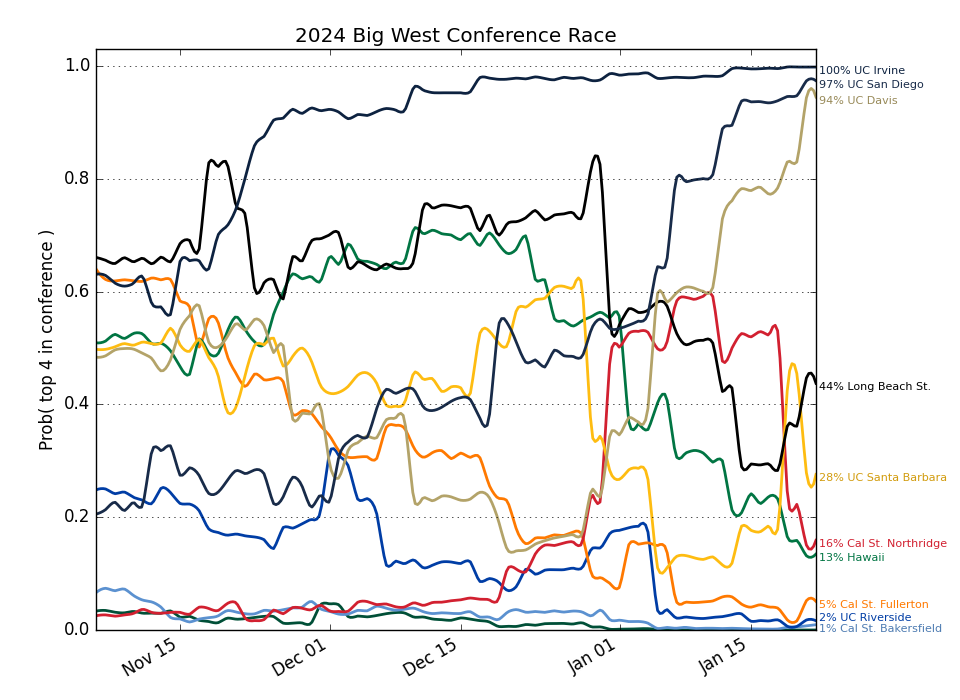 2024 Big West Conference Race
1.0
0.8
0.6
0.4
0.2
0.0
Prob( top 4 in conference )
Nov 15
Dec 01
Dec 15
Jan 01
Jan 15
100% UC Irvine
97% UC San Diego
94% UC Davis
44% Long Beach St.
28% UC Santa Barbara
16% Cal St. Northridge
13% Hawaii
5% Cal St. Fullerton
2% UC Riverside
1% Cal St. Bakersfield